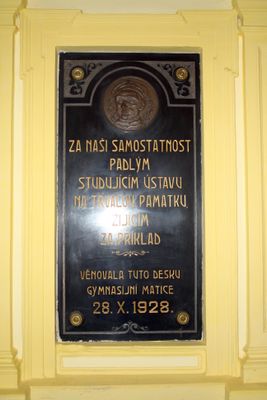 ZA NAŠI SAMOSTATNOST
PADLÝM
STUDUJÍCÍM ÚSTAVU
NA TRVALOU PAMÁTKU,
ŽIJÍCÍM
ZA PŘÍKLAD
VĚNOVALA TUTO DESKU
GYMNASIJNÍ MATICE
28. X. 1928.